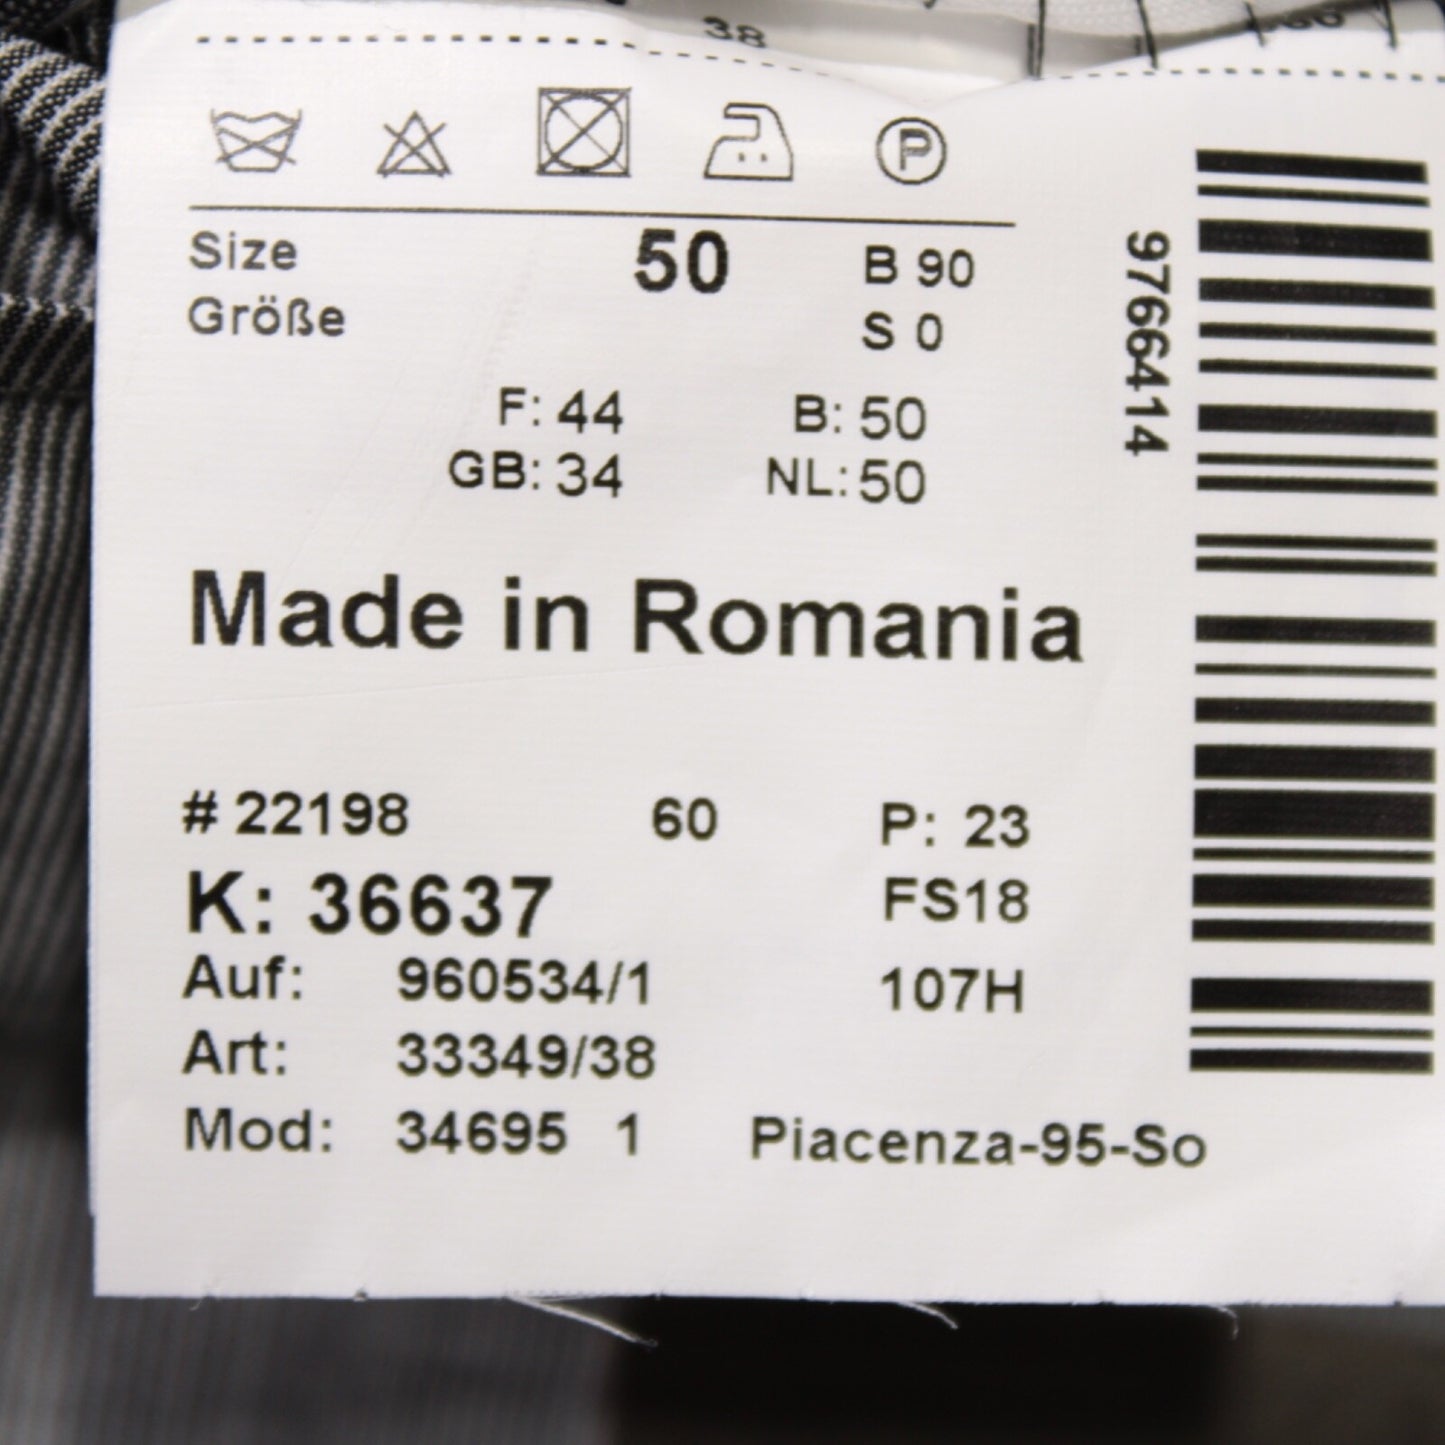 38
P
Size 50 B 90
Größe S 0
F: 44 B: 50
GB: 34 NL: 50
Made in Romania
# 22198 60 P: 23
K: 36637 FS18
Auf: 960534/1 107H
Art: 33349/38
Mod: 34695 1 Piacenza-95-So
9766414